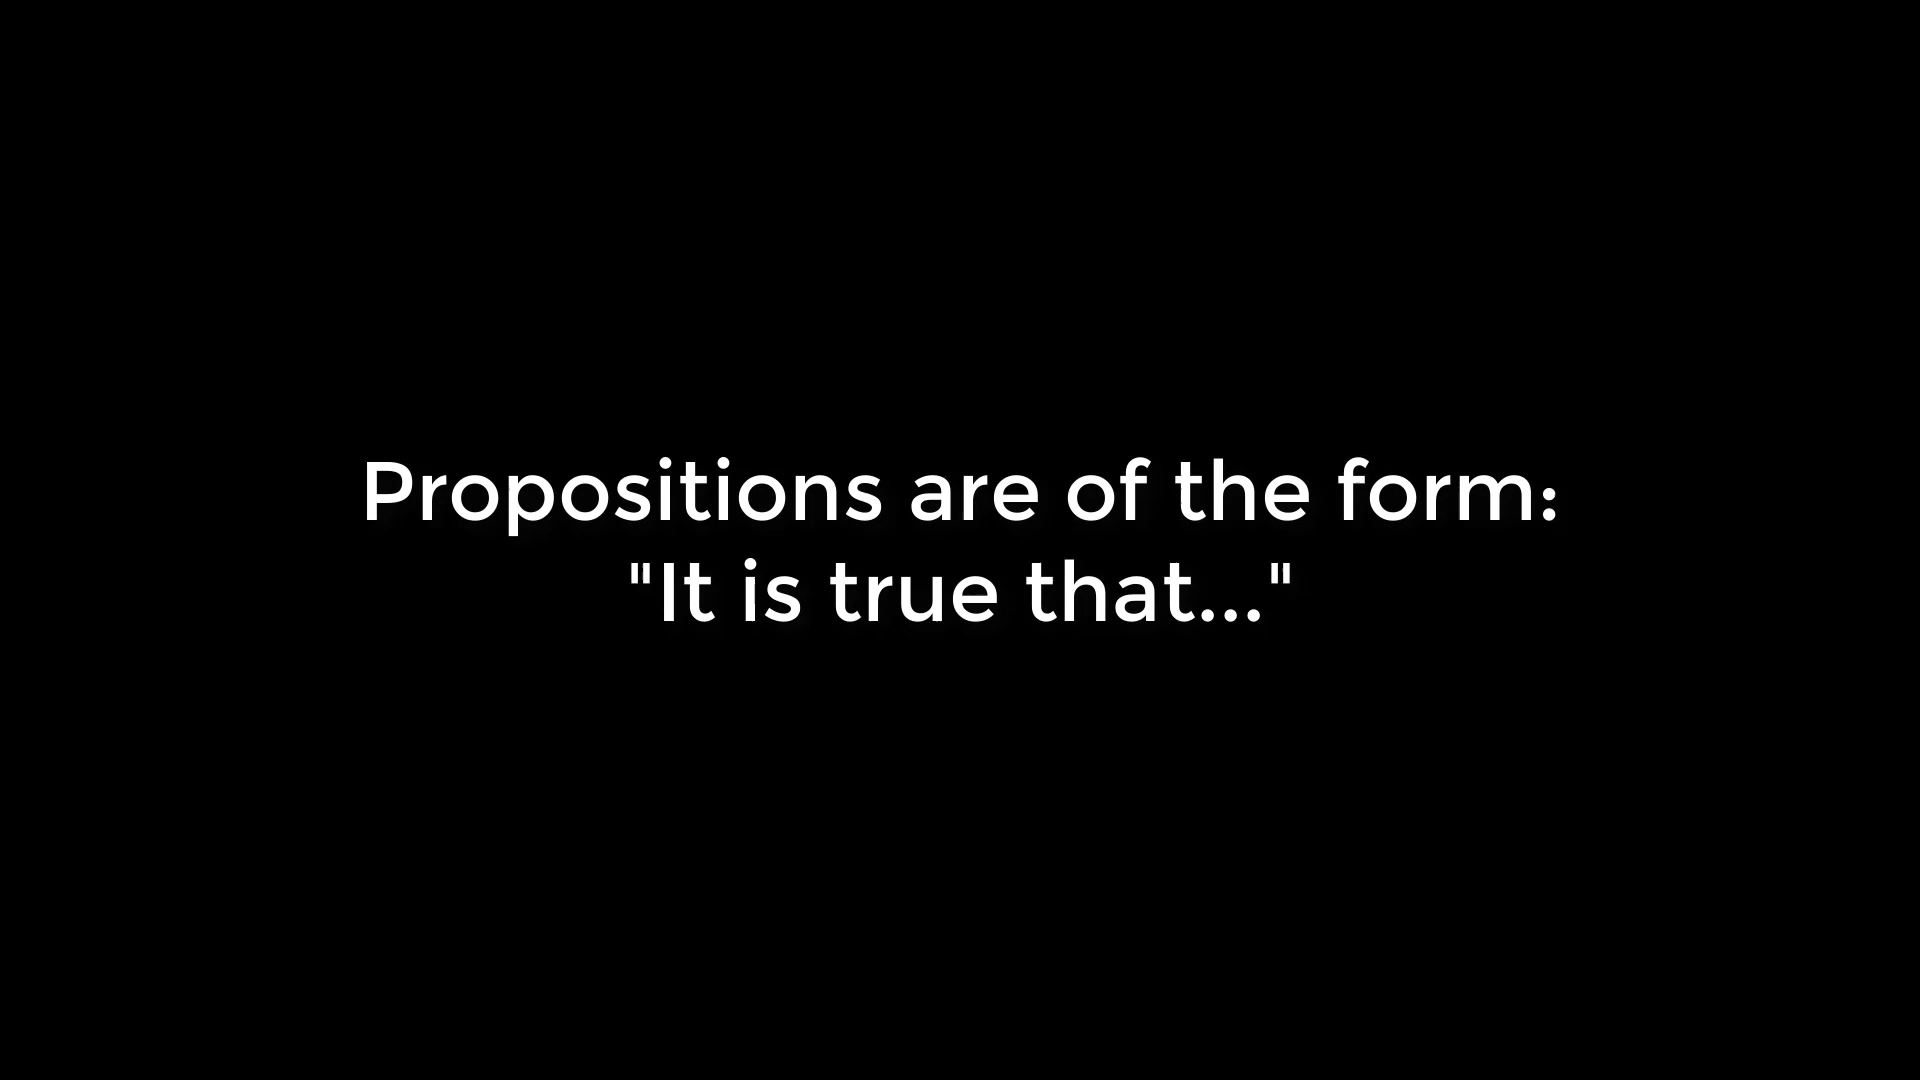 Propositions are of the form:
"It is true that..."